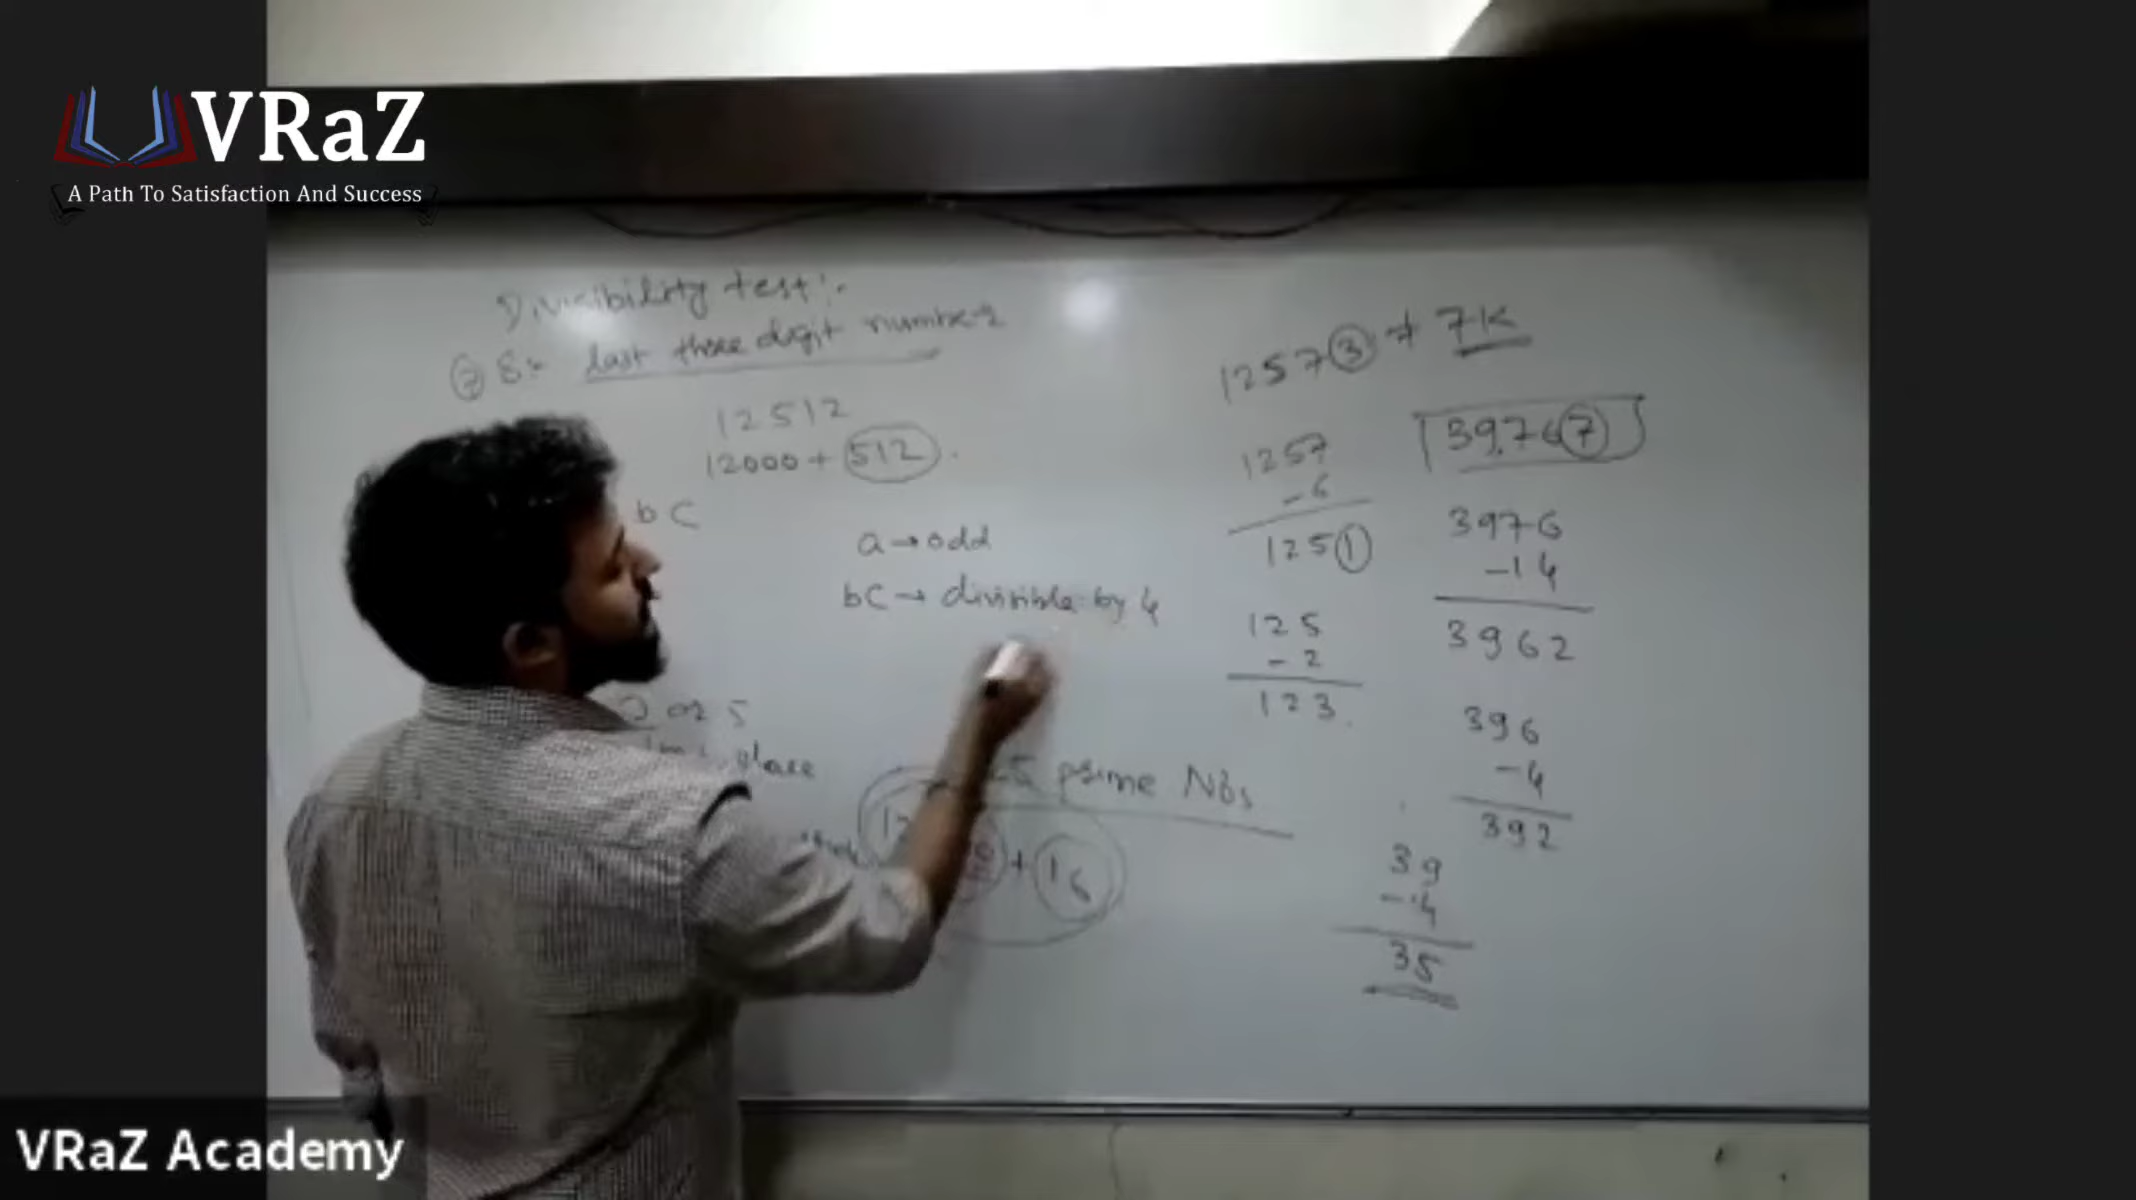 VRaZ
A Path To Satisfaction And Success
Divisibility test:-
7 8:- last three digit number
12512
12000 + 512
bc
a → odd
bc → divisible by 4
2 or 5
place
prime Nos
+ 16
12573 ≠ 7K
1257
- 6
1251
125
- 2
123
39767
3976
- 14
3962
396
- 4
392
39
- 4
35
VRaZ Academy